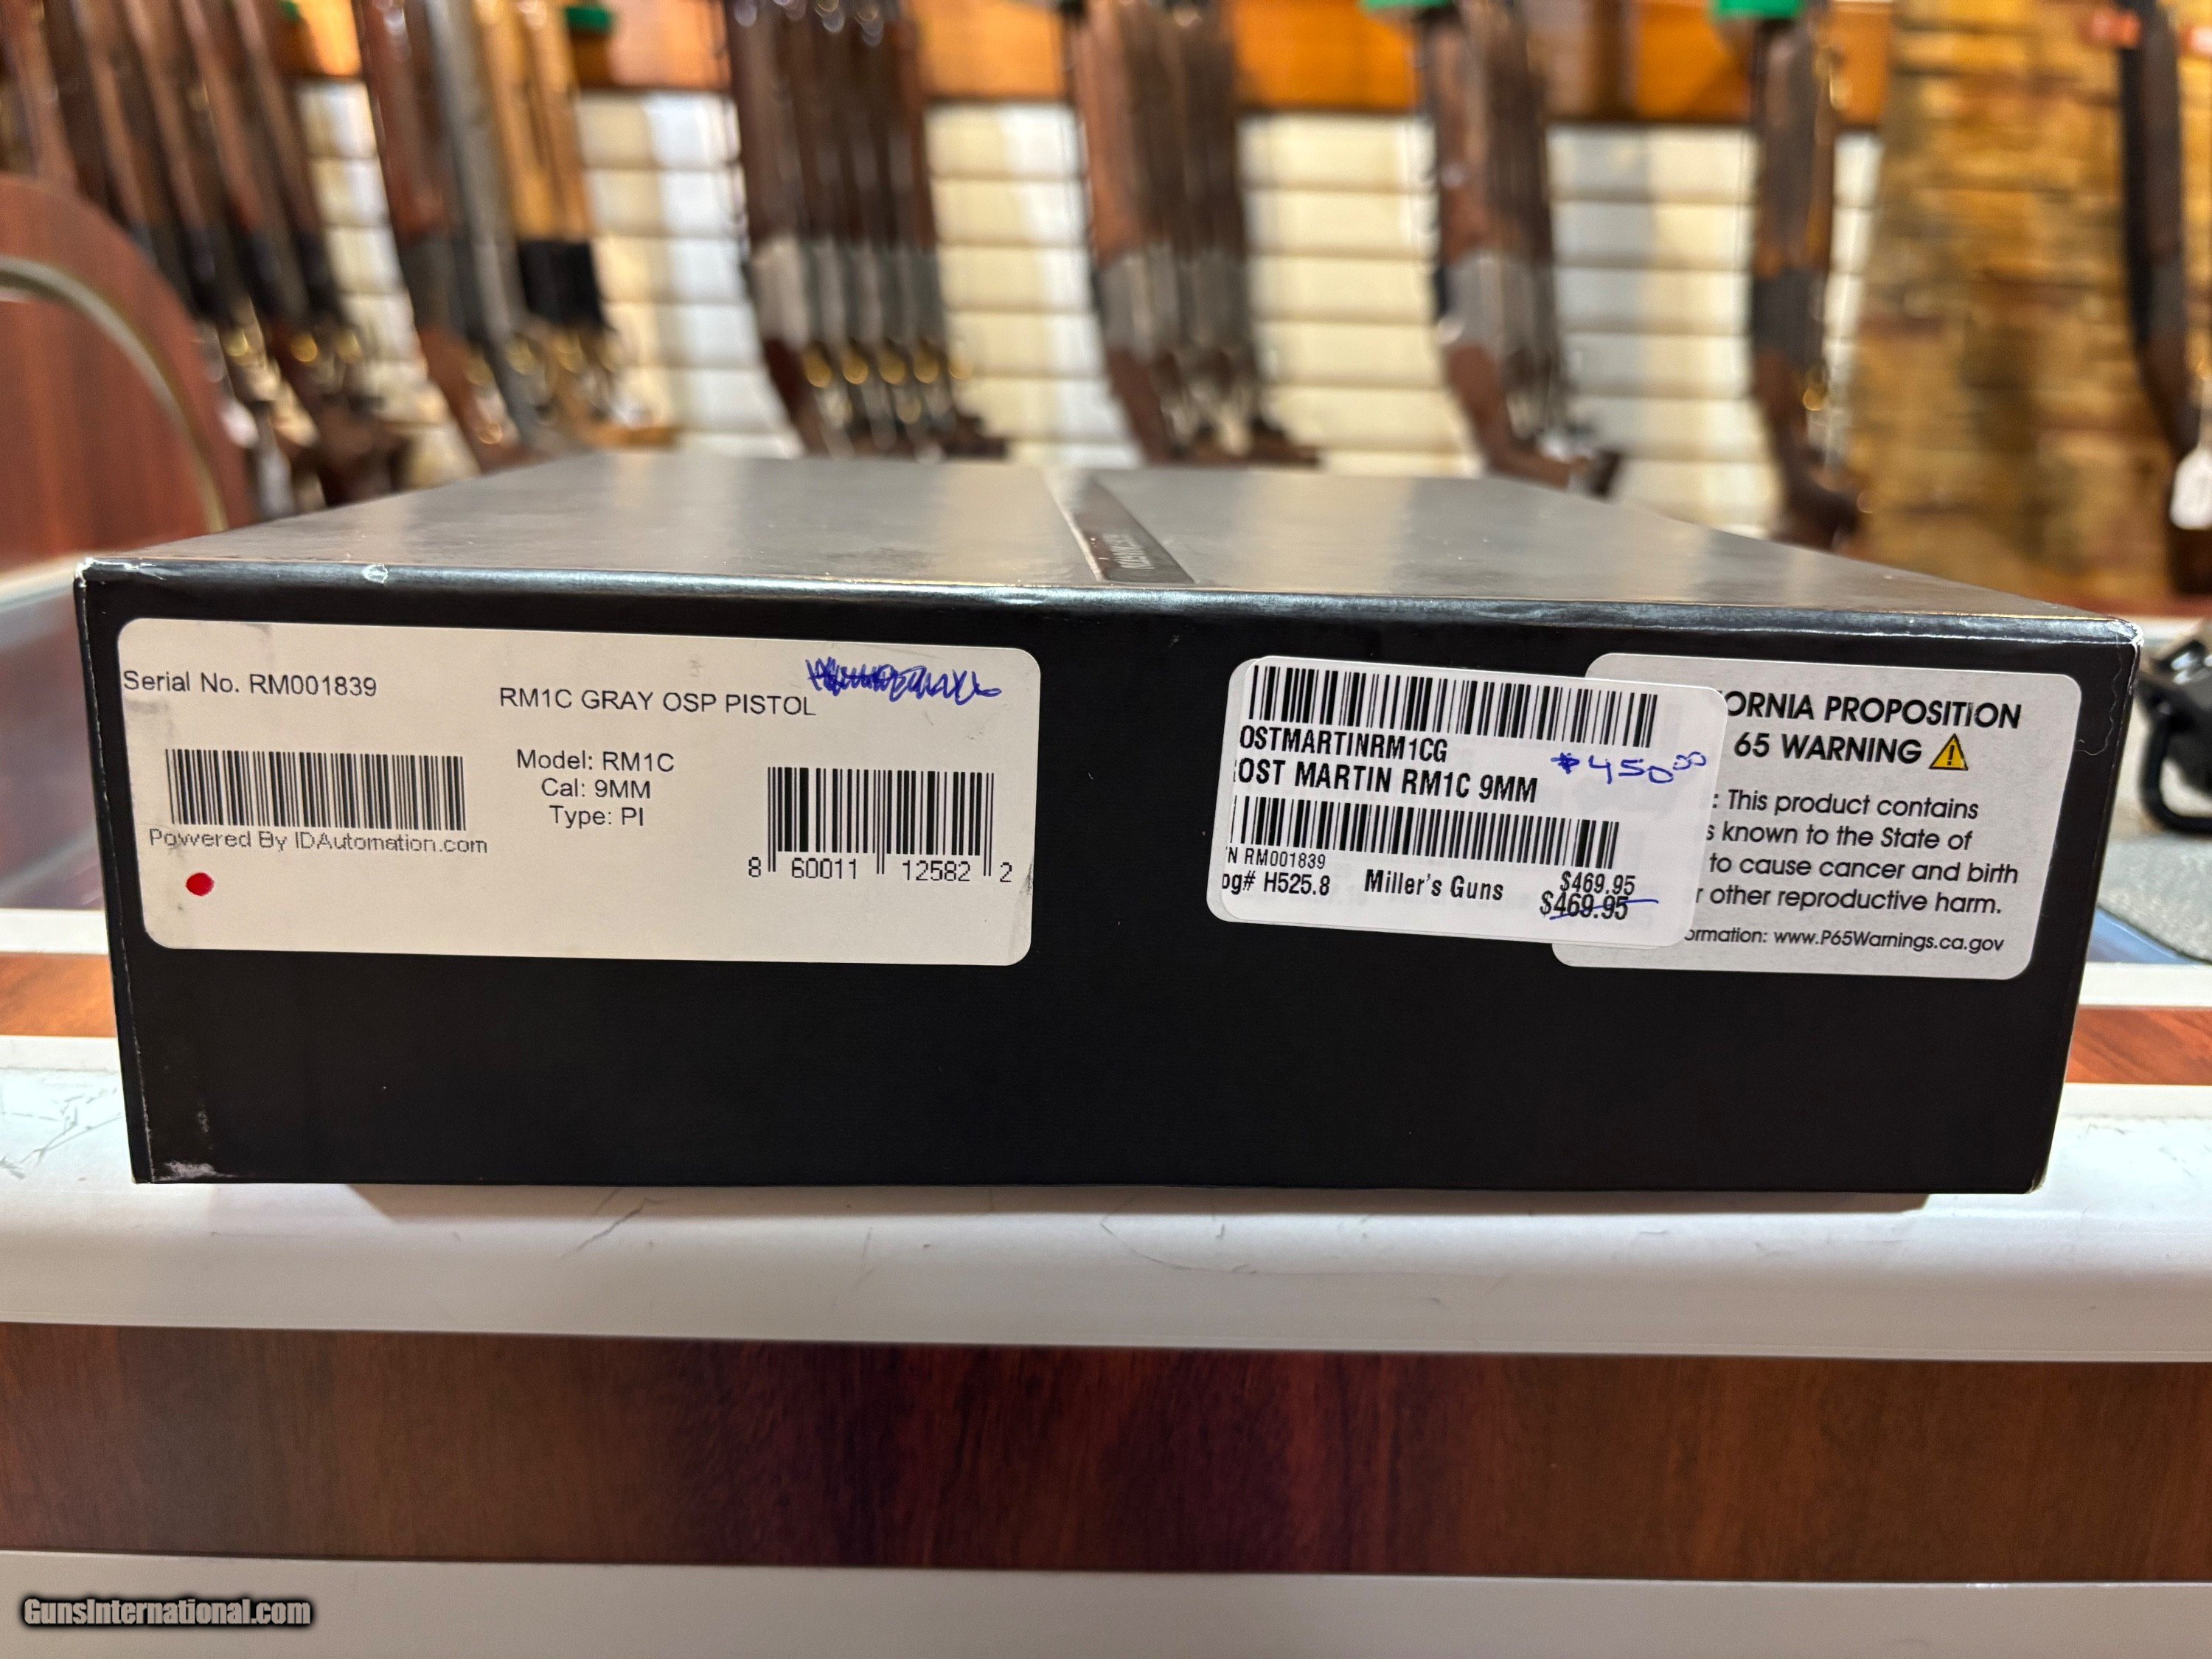 Serial No. RM001839
RM1C GRAY OSP PISTOL
Model: RM1C
Cal: 9MM
Type: PI
Powered By IDAutomation.com
8 60011 12582 2
OSTMARTINRM1CG
$450.00
OST MARTIN RM1C 9MM
N RM001839
og# H525.8
Miller's Guns
$469.95
$469.95
ORNIA PROPOSITION
65 WARNING
: This product contains
s known to the State of
to cause cancer and birth
r other reproductive harm.
ormation: www.P65Warnings.ca.gov
GunsInternational.com